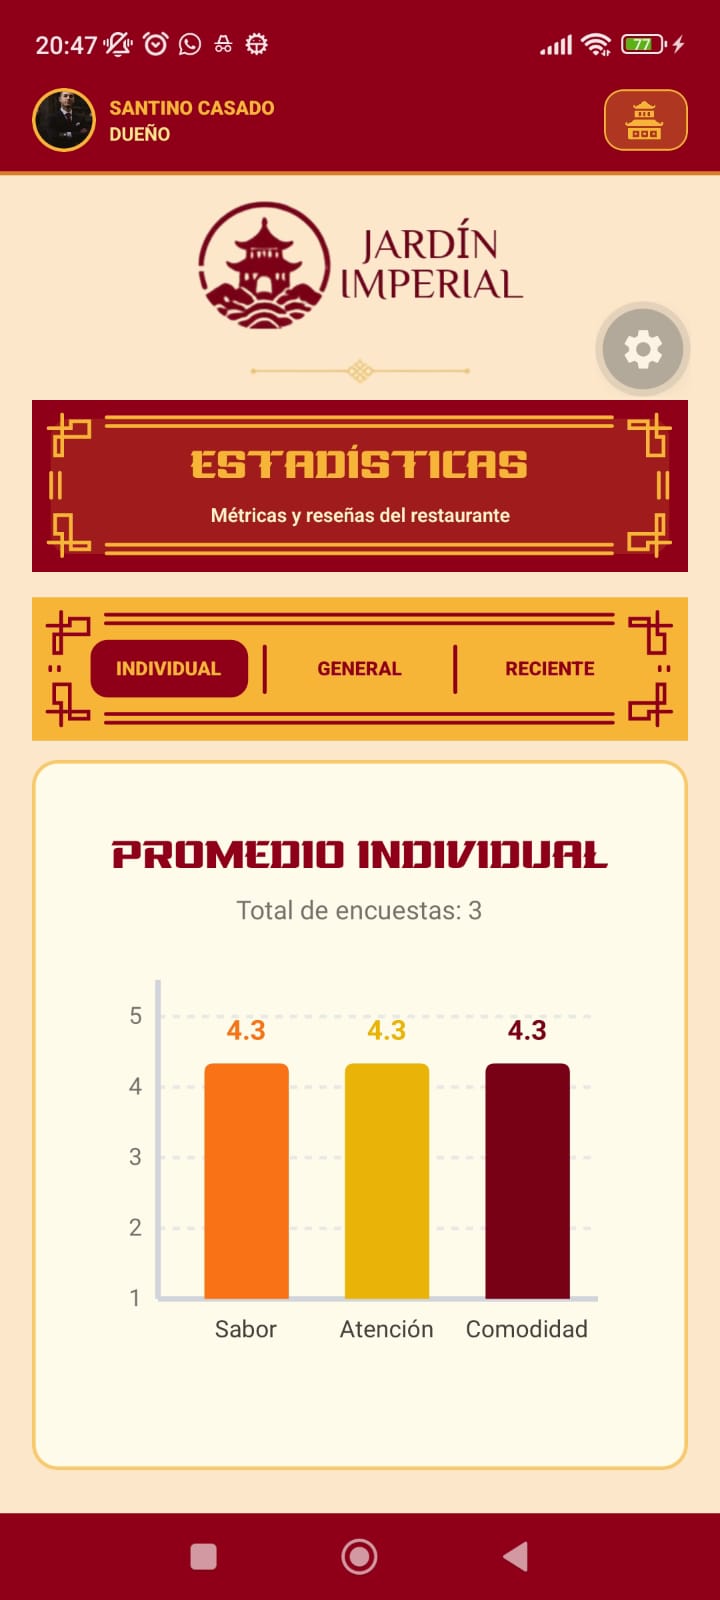 20:47
77
SANTINO CASADO
DUEÑO
JARDÍN
IMPERIAL
ESTADÍSTICAS
Métricas y reseñas del restaurante
INDIVIDUAL
GENERAL
RECIENTE
PROMEDIO INDIVIDUAL
Total de encuestas: 3
5
4.3
4.3
4.3
4
3
2
1
Sabor
Atención
Comodidad